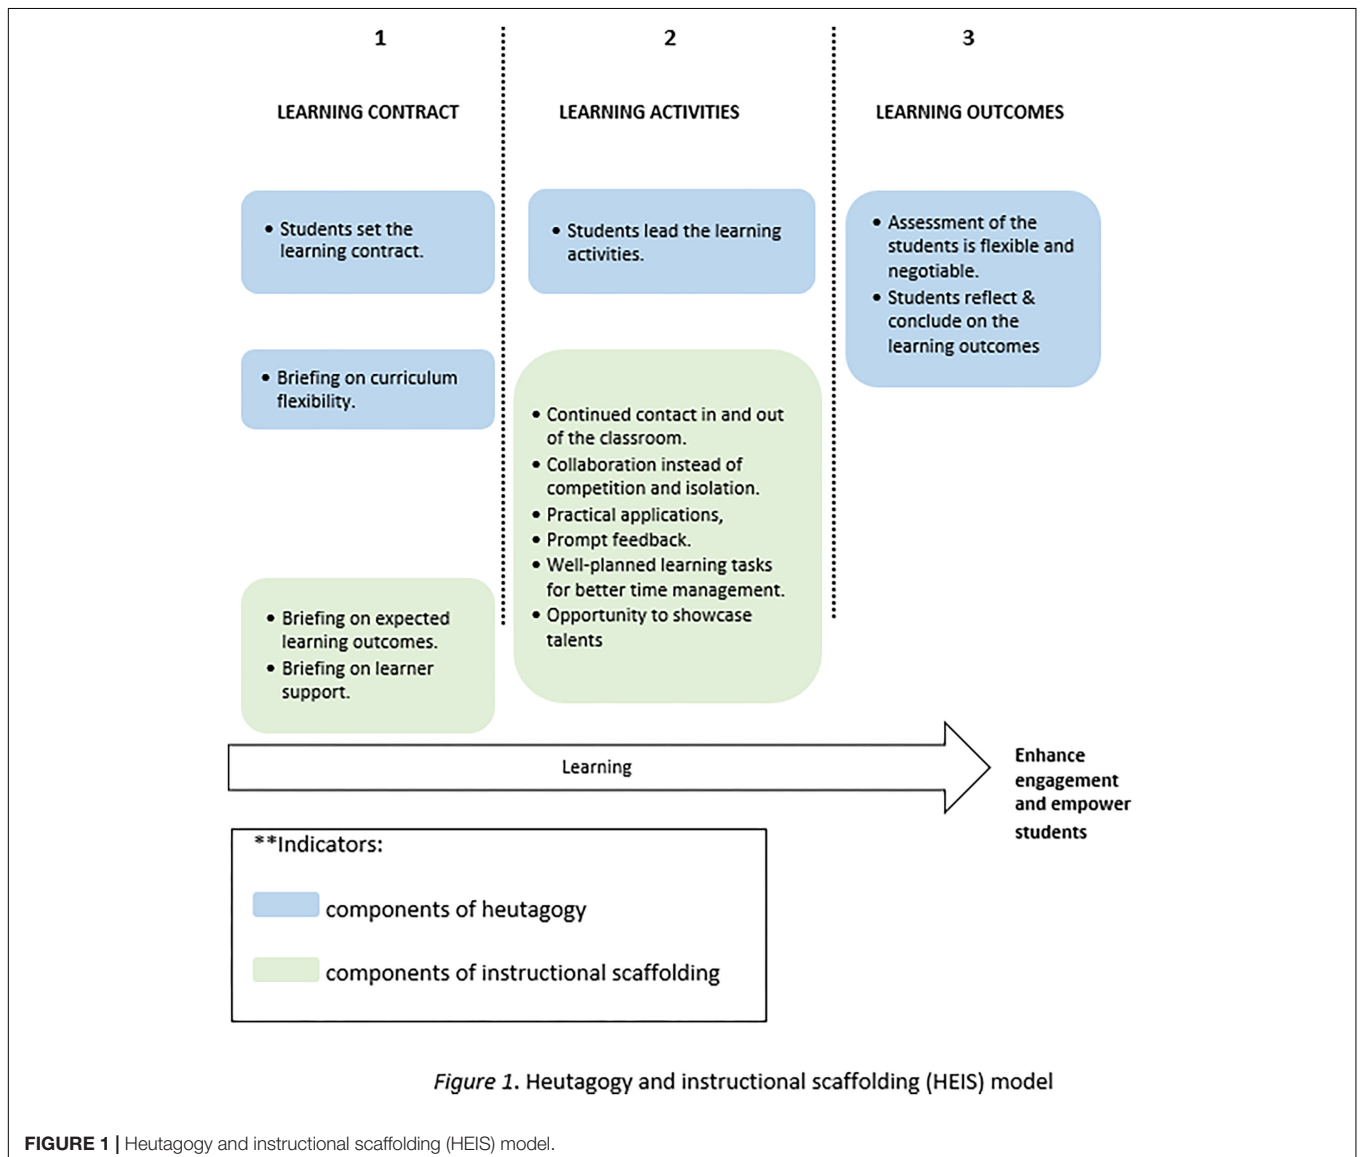 1
LEARNING CONTRACT
• Students set the
learning contract.
• Briefing on curriculum
flexibility.
• Briefing on expected
learning outcomes.
• Briefing on learner
support.
2
LEARNING ACTIVITIES
• Students lead the learning
activities.
• Continued contact in and out
of the classroom.
• Collaboration instead of
competition and isolation.
• Practical applications,
• Prompt feedback.
• Well-planned learning tasks
for better time management.
• Opportunity to showcase
talents
3
LEARNING OUTCOMES
• Assessment of the
students is flexible and
negotiable.
• Students reflect &
conclude on the
learning outcomes
Learning
Enhance
engagement
and empower
students
**Indicators:
components of heutagogy
components of instructional scaffolding
Figure 1. Heutagogy and instructional scaffolding (HEIS) model
FIGURE 1 | Heutagogy and instructional scaffolding (HEIS) model.